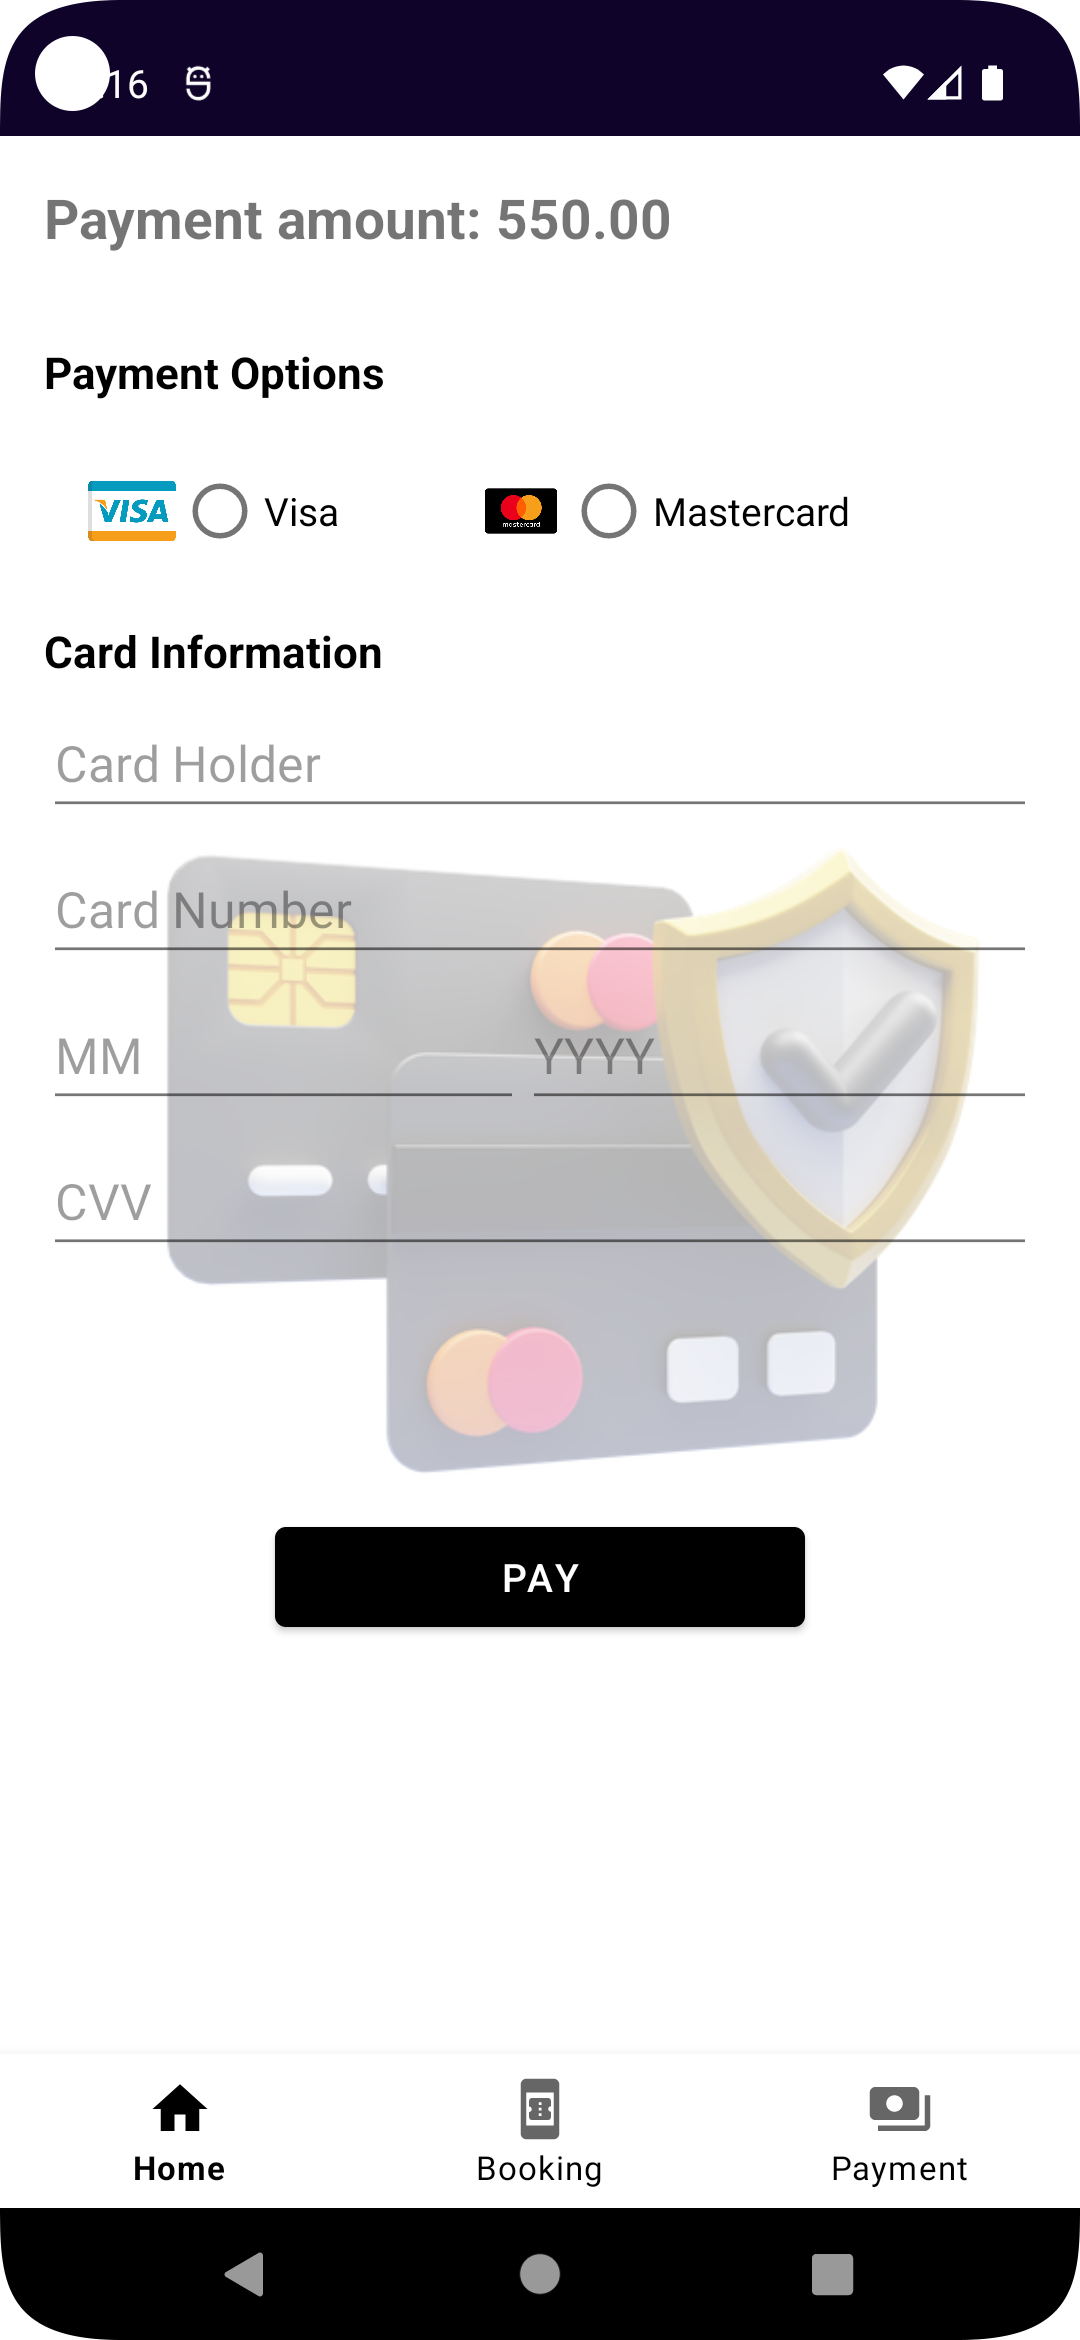 16
Payment amount: 550.00
Payment Options
VISA Visa mastercard Mastercard
Card Information
Card Holder
Card Number
MM YYYY
CVV
PAY
Home Booking Payment